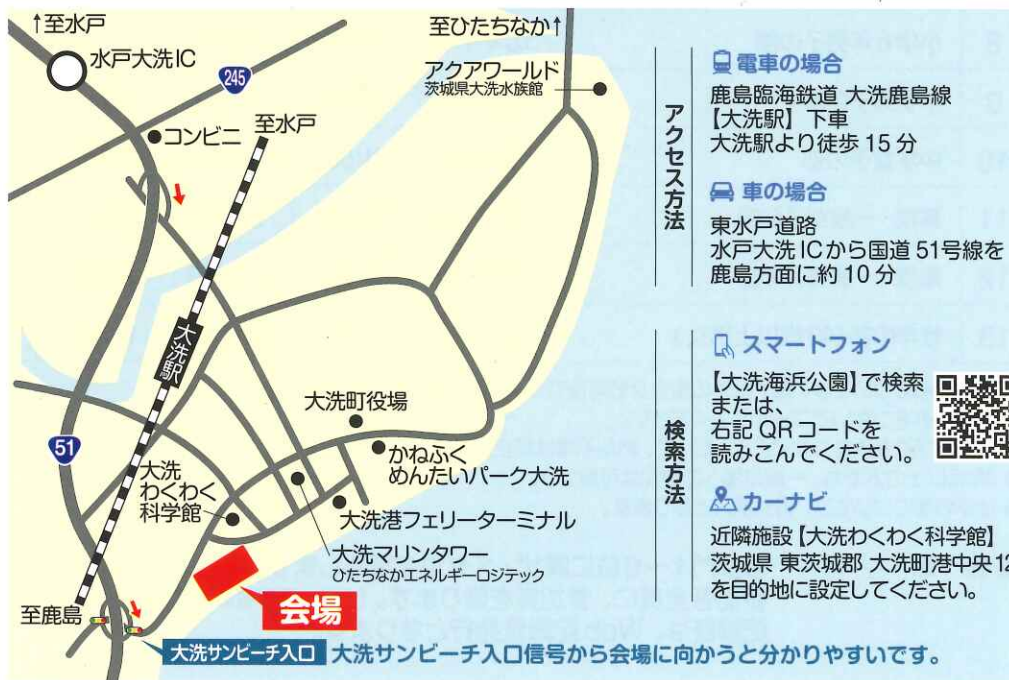 ↑至水戸
水戸大洗IC
245
コンビニ
至水戸
至ひたちなか↑
アクアワールド
茨城県大洗水族館
大洗駅
51
大洗町役場
かねふく
めんたいパーク大洗
大洗
わくわく
科学館
大洗港フェリーターミナル
大洗マリンタワー
ひたちなかエネルギーロジテック
会場
至鹿島
大洗サンビーチ入口
大洗サンビーチ入口信号から会場に向かうと分かりやすいです。
アクセス方法
電車の場合
鹿島臨海鉄道 大洗鹿島線
【大洗駅】下車
大洗駅より徒歩 15 分
車の場合
東水戸道路
水戸大洗ICから国道 51号線を
鹿島方面に約 10 分
検索方法
スマートフォン
【大洗海浜公園】で検索
または、
右記 QRコードを
読みこんでください。
カーナビ
近隣施設【大洗わくわく科学館】
茨城県 東茨城郡 大洗町港中央12
を目的地に設定してください。